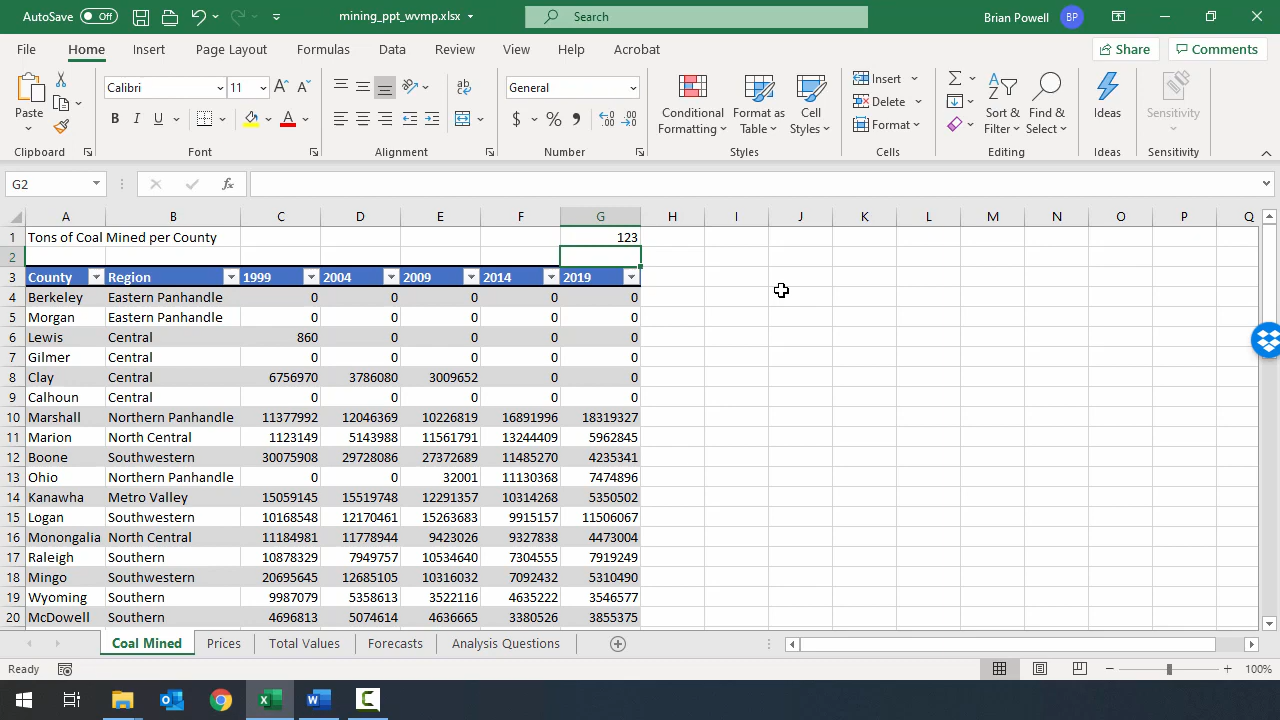 AutoSave Off mining_ppt_wvmp.xlsx Search Brian Powell BP
File Home Insert Page Layout Formulas Data Review View Help Acrobat Share Comments
Calibri 11 General Insert
Paste B I U $ % Conditional Formatting Format as Table Cell Styles Delete Format Sort & Filter Find & Select Ideas Sensitivity
Clipboard Font Alignment Number Styles Cells Editing Ideas Sensitivity
G2 fx
A B C D E F G H I J K L M N O P Q
1 Tons of Coal Mined per County 123
2
3 County Region 1999 2004 2009 2014 2019
4 Berkeley Eastern Panhandle 0 0 0 0 0
5 Morgan Eastern Panhandle 0 0 0 0 0
6 Lewis Central 860 0 0 0 0
7 Gilmer Central 0 0 0 0 0
8 Clay Central 6756970 3786080 3009652 0 0
9 Calhoun Central 0 0 0 0 0
10 Marshall Northern Panhandle 11377992 12046369 10226819 16891996 18319327
11 Marion North Central 1123149 5143988 11561791 13244409 5962845
12 Boone Southwestern 30075908 29728086 27372689 11485270 4235341
13 Ohio Northern Panhandle 0 0 32001 11130368 7474896
14 Kanawha Metro Valley 15059145 15519748 12291357 10314268 5350502
15 Logan Southwestern 10168548 12170461 15263683 9915157 11506067
16 Monongalia North Central 11184981 11778944 9423026 9327838 4473004
17 Raleigh Southern 10878329 7949757 10534640 7304555 7919249
18 Mingo Southwestern 20695645 12685105 10316032 7092432 5310490
19 Wyoming Southern 9987079 5358613 3522116 4635222 3546577
20 McDowell Southern 4696813 5074614 4636665 3380526 3855375
Coal Mined Prices Total Values Forecasts Analysis Questions
Ready 100%